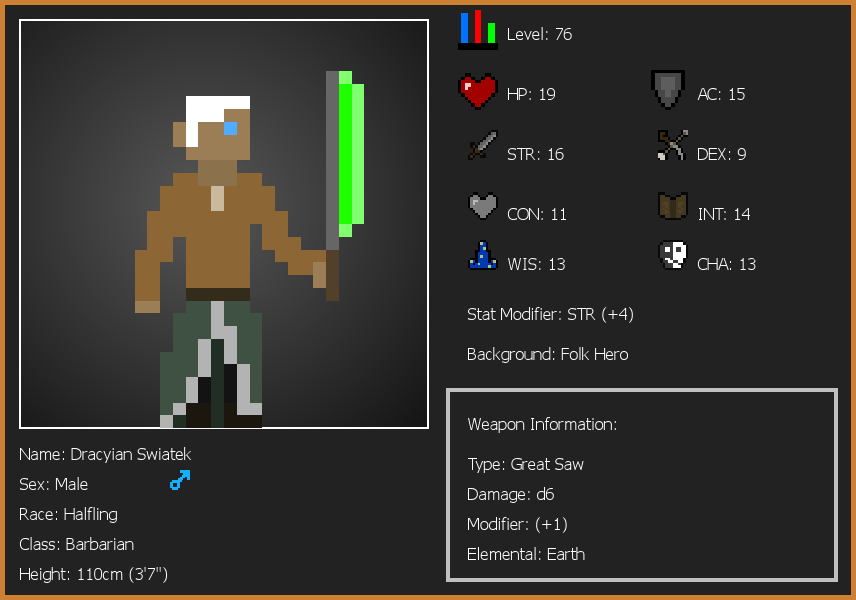 Level: 76
HP: 19
AC: 15
STR: 16
DEX: 9
CON: 11
INT: 14
WIS: 13
CHA: 13
Stat Modifier: STR (+4)
Background: Folk Hero
Weapon Information:
Type: Great Saw
Damage: d6
Modifier: (+1)
Elemental: Earth
Name: Dracyian Swiatek
Sex: Male
Race: Halfling
Class: Barbarian
Height: 110cm (3'7")